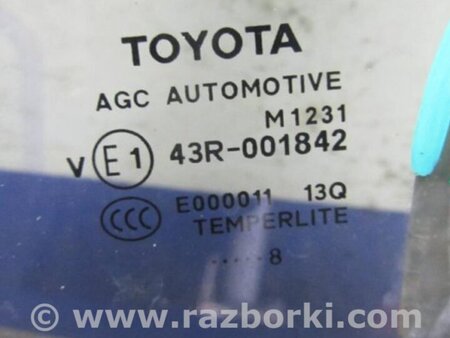 TOYOTA
AGC AUTOMOTIVE
M1231
V E1 43R-001842
CCC E000011 13Q
TEMPERLITE
.....8
© www.razborki.com